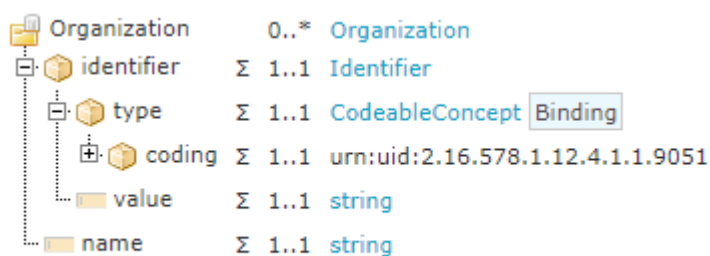 Organization 0..* Organization
identifier Σ 1..1 Identifier
type Σ 1..1 CodeableConcept Binding
coding Σ 1..1 urn:uid:2.16.578.1.12.4.1.1.9051
value Σ 1..1 string
name Σ 1..1 string